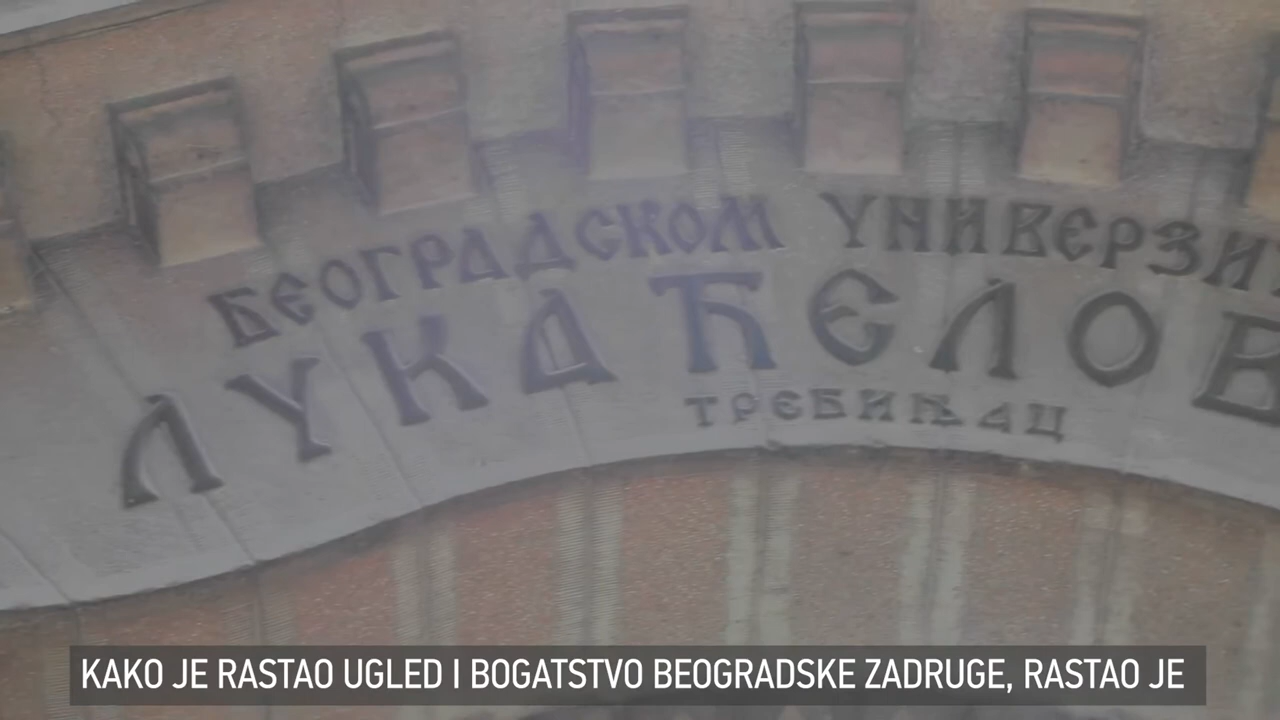 БЕОГРАДСКОМ УНИВЕРЗИ
ЛУКА ЋЕЛОВ
ТРЕБИЊАЦ
KAKO JE RASTAO UGLED I BOGATSTVO BEOGRADSKE ZADRUGE, RASTAO JE